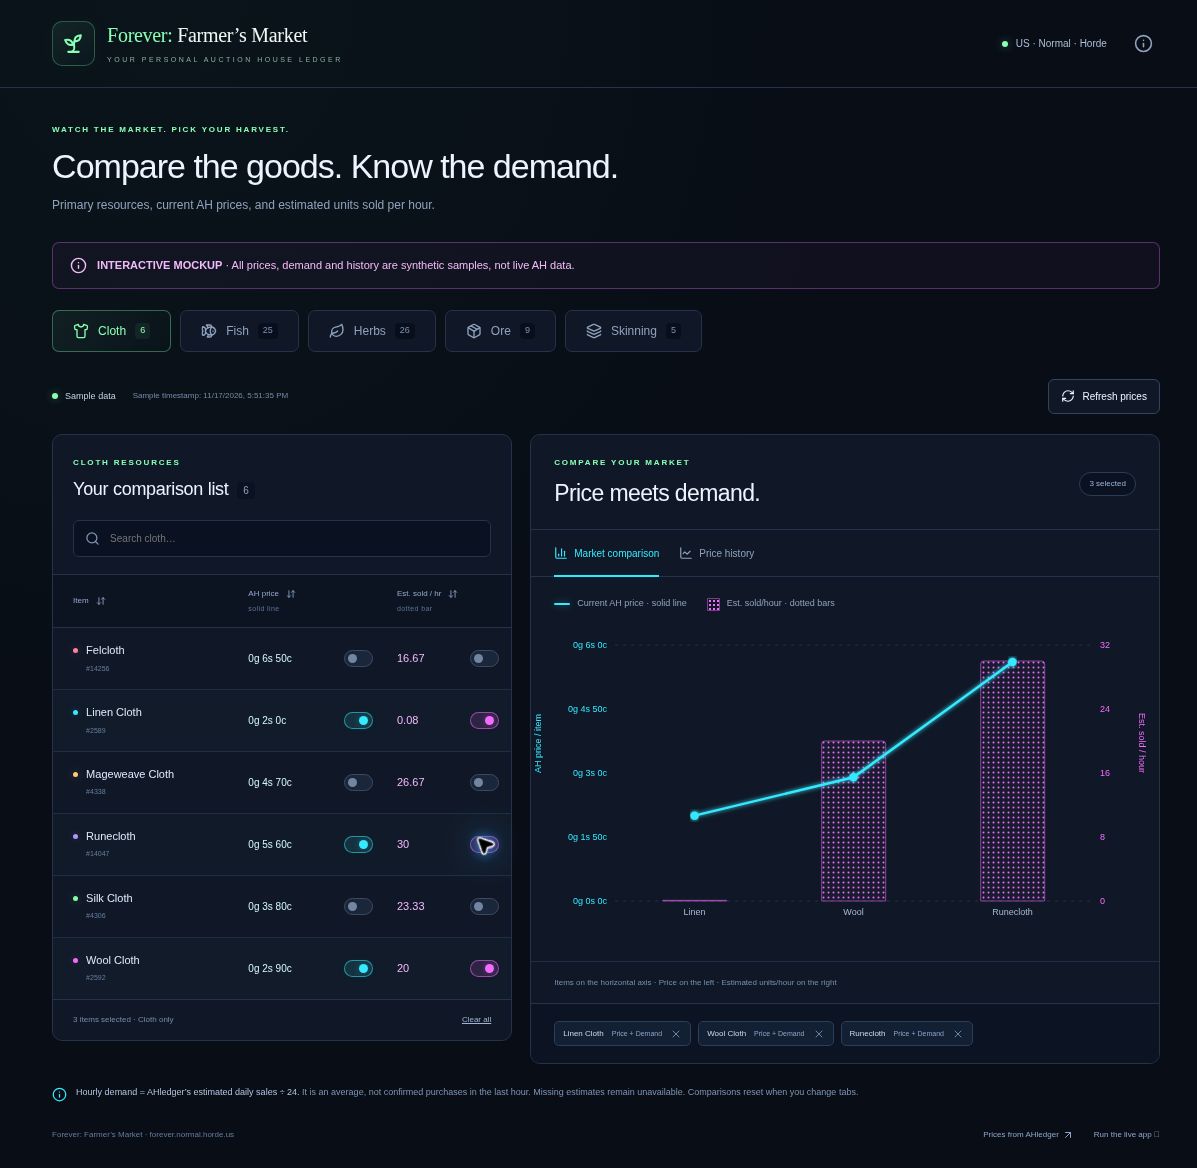 Forever: Farmer’s Market
YOUR PERSONAL AUCTION HOUSE LEDGER
US · Normal · Horde
WATCH THE MARKET. PICK YOUR HARVEST.
Compare the goods. Know the demand.
Primary resources, current AH prices, and estimated units sold per hour.
INTERACTIVE MOCKUP · All prices, demand and history are synthetic samples, not live AH data.
Cloth 6
Fish 25
Herbs 26
Ore 9
Skinning 5
Sample data
Sample timestamp: 11/17/2026, 5:51:35 PM
Refresh prices
CLOTH RESOURCES
Your comparison list 6
Search cloth…
Item
AH price
solid line
Est. sold / hr
dotted bar
Felcloth
#14256
0g 6s 50c
16.67
Linen Cloth
#2589
0g 2s 0c
0.08
Mageweave Cloth
#4338
0g 4s 70c
26.67
Runecloth
#14047
0g 5s 60c
30
Silk Cloth
#4306
0g 3s 80c
23.33
Wool Cloth
#2592
0g 2s 90c
20
3 items selected · Cloth only
Clear all
COMPARE YOUR MARKET
Price meets demand.
3 selected
Market comparison
Price history
Current AH price · solid line
Est. sold/hour · dotted bars
AH price / item
0g 6s 0c
0g 4s 50c
0g 3s 0c
0g 1s 50c
0g 0s 0c
32
24
16
8
0
Est. sold / hour
Linen
Wool
Runecloth
Items on the horizontal axis · Price on the left · Estimated units/hour on the right
Linen Cloth Price + Demand
Wool Cloth Price + Demand
Runecloth Price + Demand
Hourly demand = AHledger’s estimated daily sales ÷ 24. It is an average, not confirmed purchases in the last hour. Missing estimates remain unavailable. Comparisons reset when you change tabs.
Forever: Farmer’s Market · forever.normal.horde.us
Prices from AHledger
Run the live app